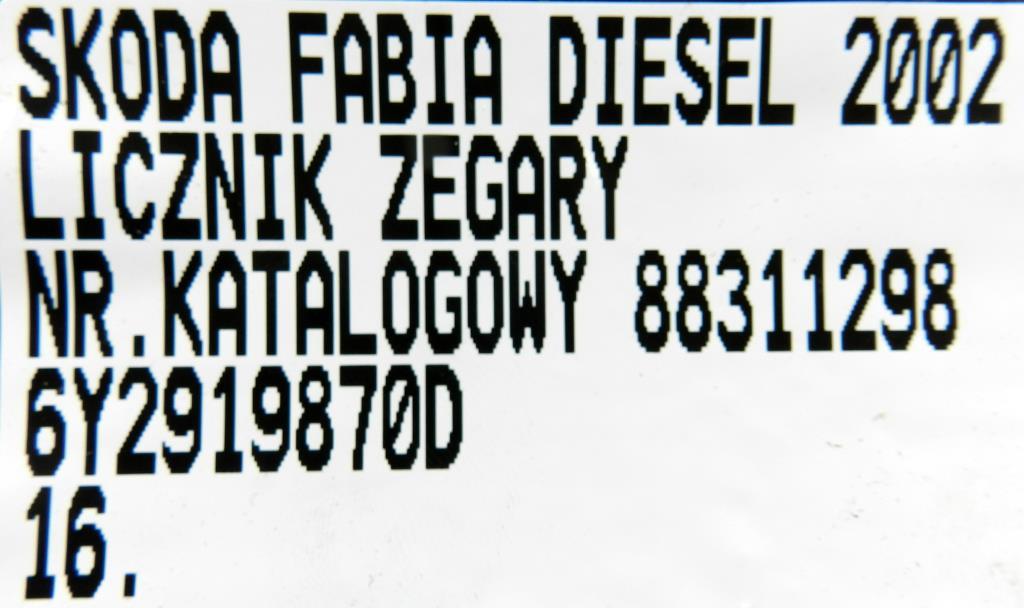 SKODA FABIA DIESEL 2002
LICZNIK ZEGARY
NR.KATALOGOWY 88311298
6Y2919870D
16.